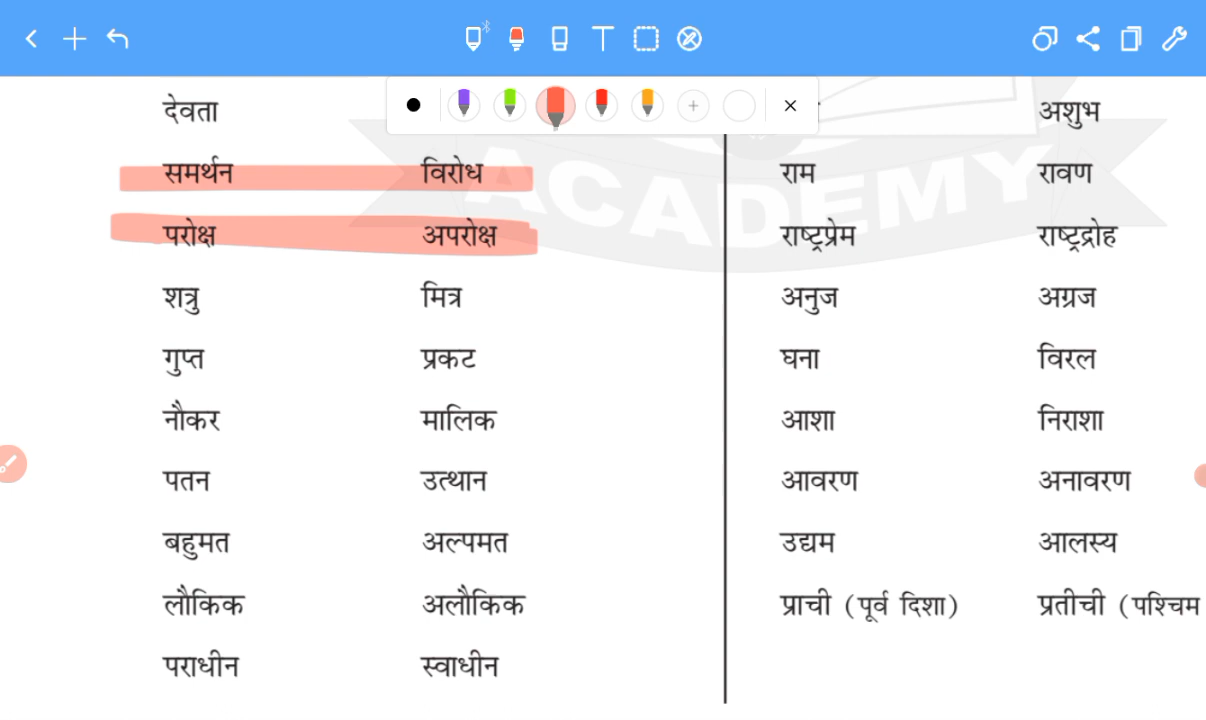 देवता अशुभ
समर्थन विरोध राम रावण
परोक्ष अपरोक्ष राष्ट्रप्रेम राष्ट्रद्रोह
शत्रु मित्र अनुज अग्रज
गुप्त प्रकट घना विरल
नौकर मालिक आशा निराशा
पतन उत्थान आवरण अनावरण
बहुमत अल्पमत उद्यम आलस्य
लौकिक अलौकिक प्राची (पूर्व दिशा) प्रतीची (पश्चिम
पराधीन स्वाधीन
ACADEMY